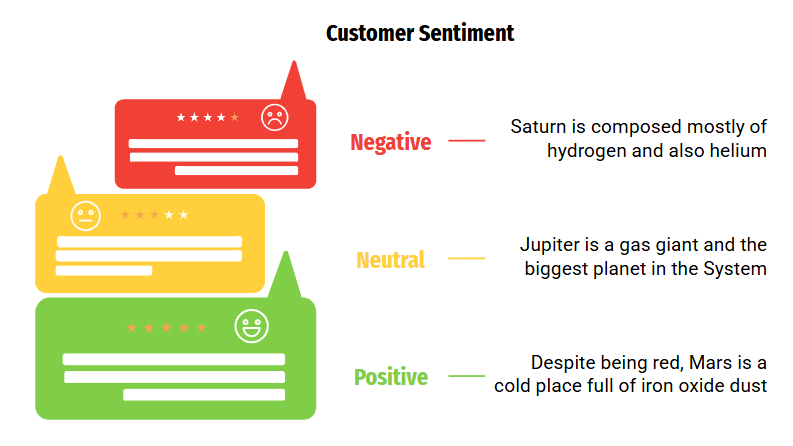 Customer Sentiment
Negative
Saturn is composed mostly of
hydrogen and also helium
Neutral
Jupiter is a gas giant and the
biggest planet in the System
Positive
Despite being red, Mars is a
cold place full of iron oxide dust